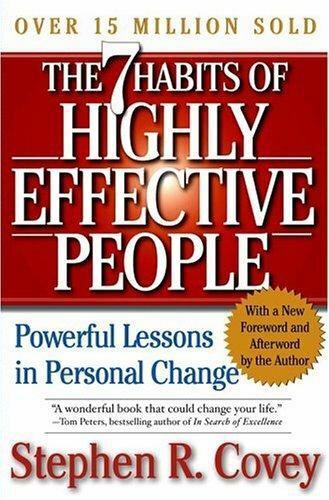 OVER 15 MILLION SOLD
THE 7 HABITS OF
HIGHLY
EFFECTIVE
PEOPLE
With a New
Foreword and
Afterword
by the Author
Powerful Lessons
in Personal Change
"A wonderful book that could change your life."
—Tom Peters, bestselling author of In Search of Excellence
Stephen R. Covey